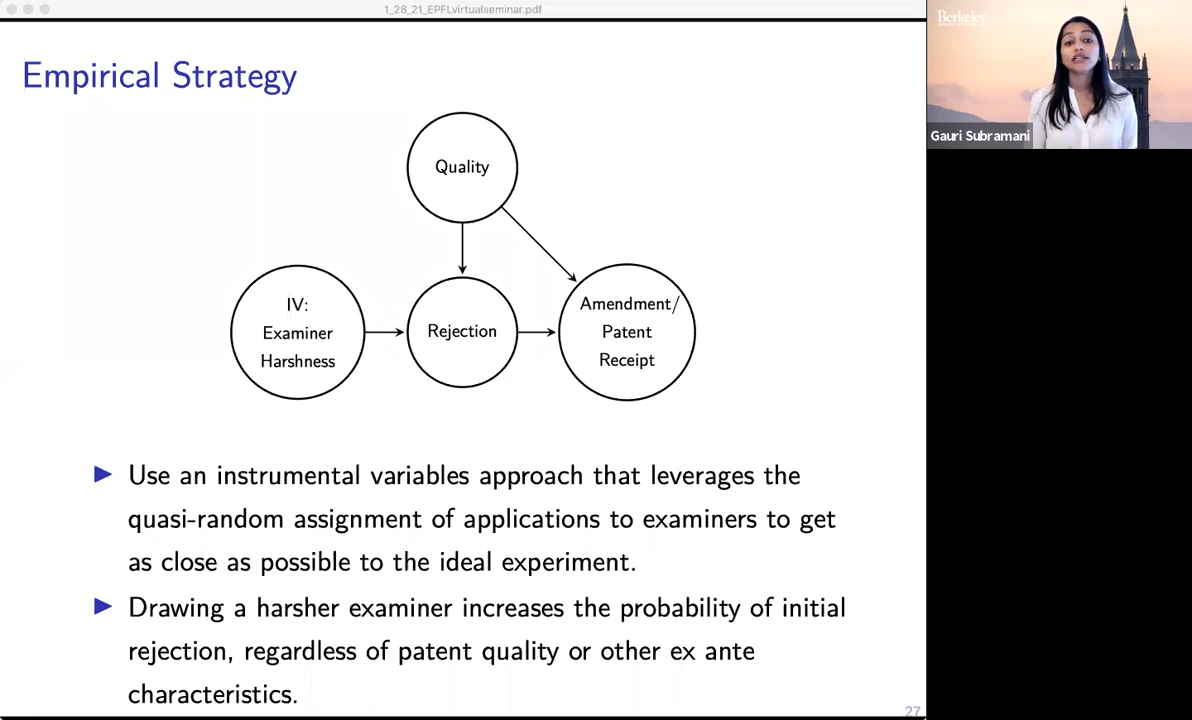 1_28_21_EPFLvirtualseminar.pdf
Berkeley
Gauri Subramani
Empirical Strategy
Quality
IV:
Examiner
Harshness
Rejection
Amendment/
Patent
Receipt
Use an instrumental variables approach that leverages the
quasi-random assignment of applications to examiners to get
as close as possible to the ideal experiment.
Drawing a harsher examiner increases the probability of initial
rejection, regardless of patent quality or other ex ante
characteristics.
27